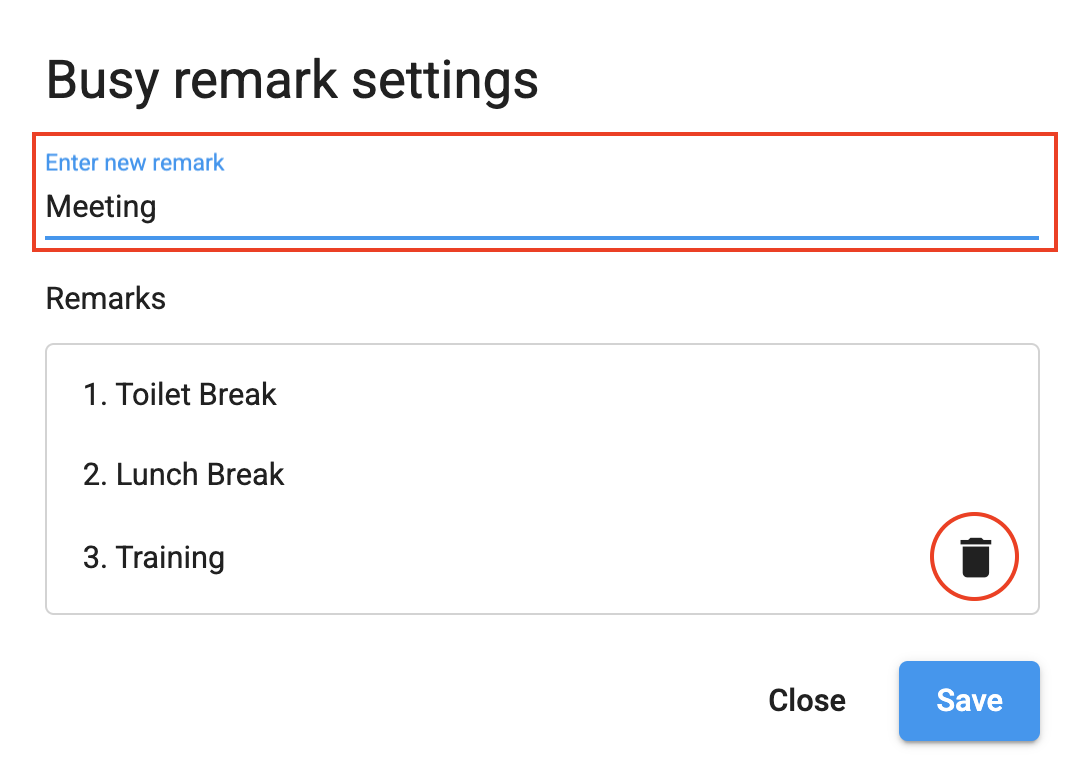 Busy remark settings
Enter new remark
Meeting
Remarks
1. Toilet Break
2. Lunch Break
3. Training
Close
Save